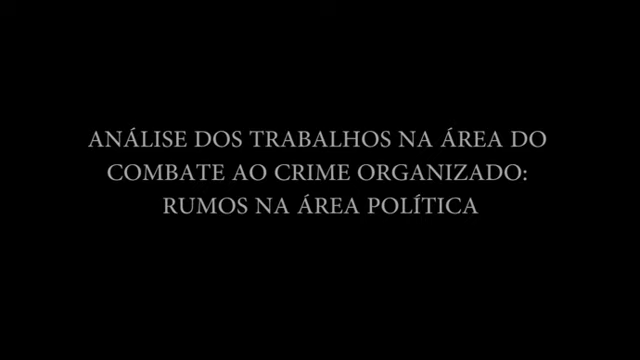 ANÁLISE DOS TRABALHOS NA ÁREA DO
COMBATE AO CRIME ORGANIZADO:
RUMOS NA ÁREA POLÍTICA